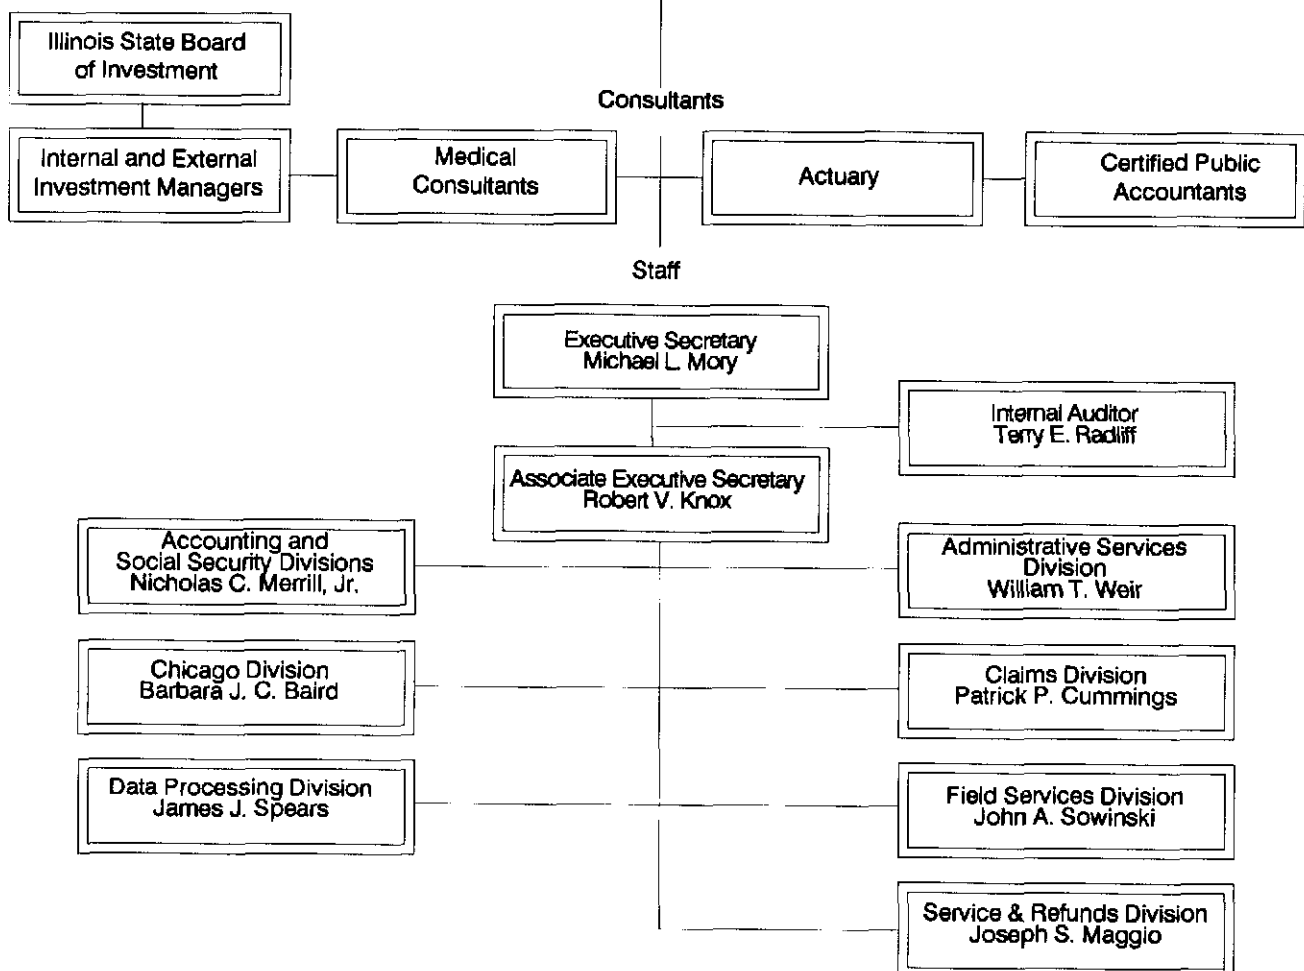 Illinois State Board
of Investment
Consultants
Internal and External
Investment Managers
Medical
Consultants
Actuary
Certified Public
Accountants
Staff
Executive Secretary
Michael L. Mory
Internal Auditor
Terry E. Radliff
Associate Executive Secretary
Robert V. Knox
Accounting and
Social Security Divisions
Nicholas C. Merrill, Jr.
Administrative Services
Division
William T. Weir
Chicago Division
Barbara J. C. Baird
Claims Division
Patrick P. Cummings
Data Processing Division
James J. Spears
Field Services Division
John A. Sowinski
Service & Refunds Division
Joseph S. Maggio